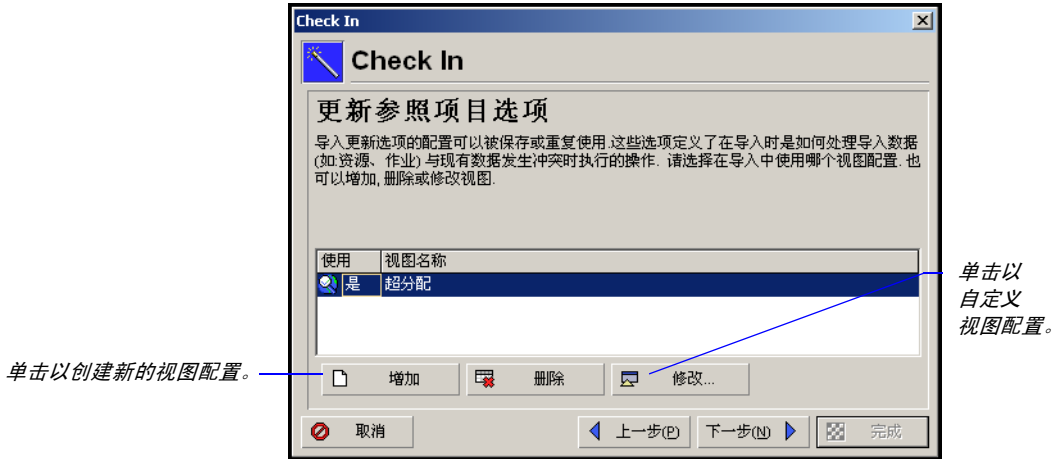 Check In
Check In
更新参照项目选项
导入更新选项的配置可以被保存或重复使用.这些选项定义了在导入时是如何处理导入数据
(如:资源、作业) 与现有数据发生冲突时执行的操作. 请选择在导入中使用哪个视图配置. 也
可以增加, 删除或修改视图.
使用 视图名称
是 超分配
单击以
自定义
视图配置。
单击以创建新的视图配置。
增加 删除 修改...
取消 上一步(P) 下一步(N) 完成